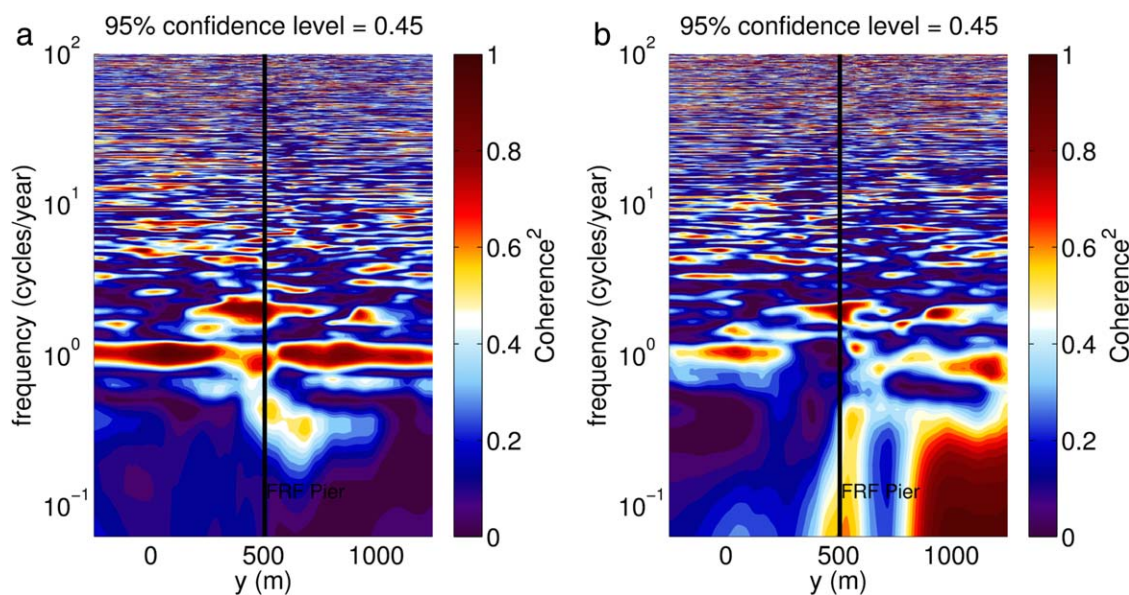 a
95% confidence level = 0.45
10²
10¹
10⁰
10⁻¹
frequency (cycles/year)
FRF Pier
0
500
1000
y (m)
1
0.8
0.6
0.4
0.2
0
Coherence²
b
95% confidence level = 0.45
10²
10¹
10⁰
10⁻¹
frequency (cycles/year)
FRF Pier
0
500
1000
y (m)
1
0.8
0.6
0.4
0.2
0
Coherence²